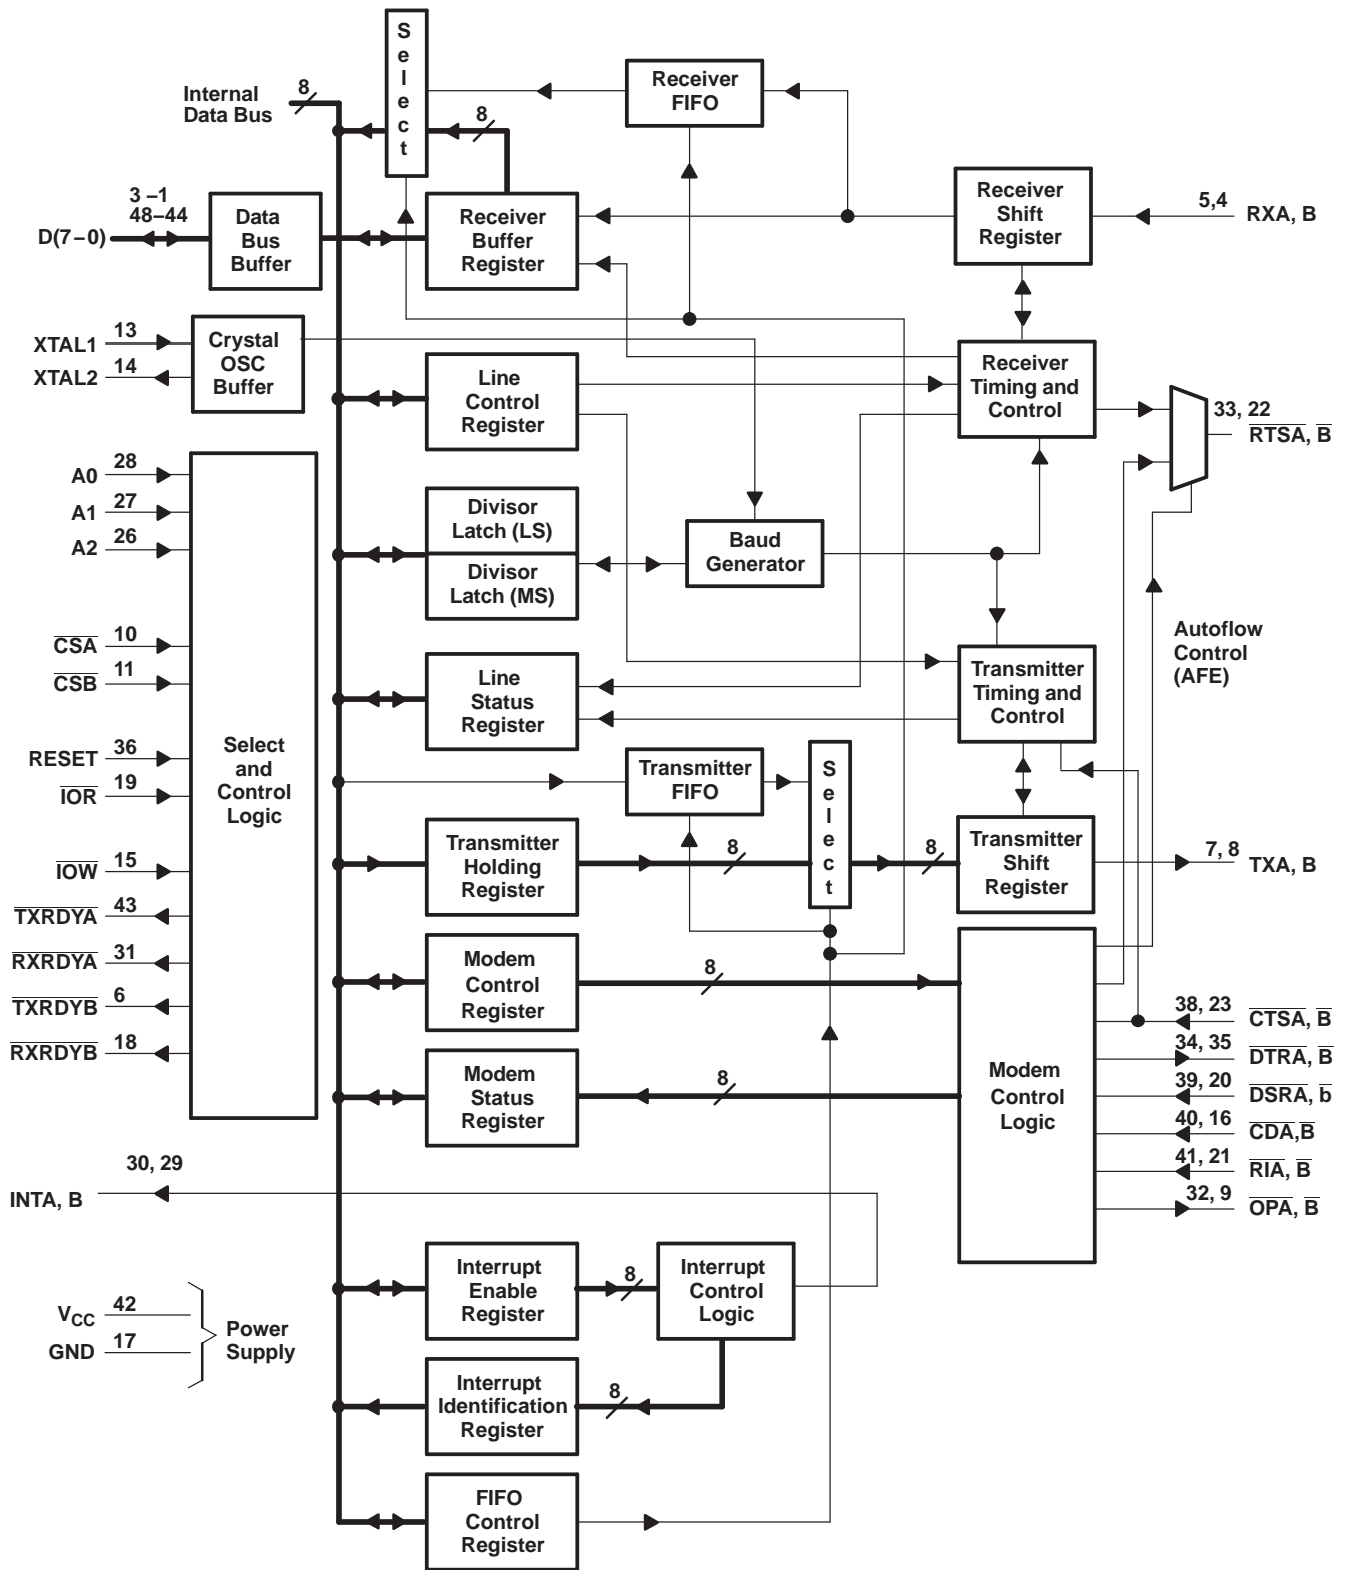 S
e
l
e
c
t
8
Internal
Data Bus
Receiver
FIFO
8
3 –1
48–44
D(7–0)
Data
Bus
Buffer
Receiver
Buffer
Register
Receiver
Shift
Register
5,4
RXA, B
13
XTAL1
14
XTAL2
Crystal
OSC
Buffer
Line
Control
Register
Receiver
Timing and
Control
33, 22
RTSA, B
28
A0
27
A1
26
A2
Divisor
Latch (LS)
Divisor
Latch (MS)
Baud
Generator
10
CSA
11
CSB
Line
Status
Register
Transmitter
Timing and
Control
Autoflow
Control
(AFE)
36
RESET
19
IOR
Select
and
Control
Logic
Transmitter
FIFO
S
e
l
e
c
t
15
IOW
43
TXRDYA
31
RXRDYA
6
TXRDYB
18
RXRDYB
Transmitter
Holding
Register
8
8
Transmitter
Shift
Register
7, 8
TXA, B
Modem
Control
Register
8
Modem
Status
Register
8
Modem
Control
Logic
38, 23
CTSA, B
34, 35
DTRA, B
39, 20
DSRA, b
40, 16
CDA,B
41, 21
RIA, B
32, 9
OPA, B
30, 29
INTA, B
Interrupt
Enable
Register
8
Interrupt
Control
Logic
VCC
42
GND
17
Power
Supply
Interrupt
Identification
Register
8
FIFO
Control
Register